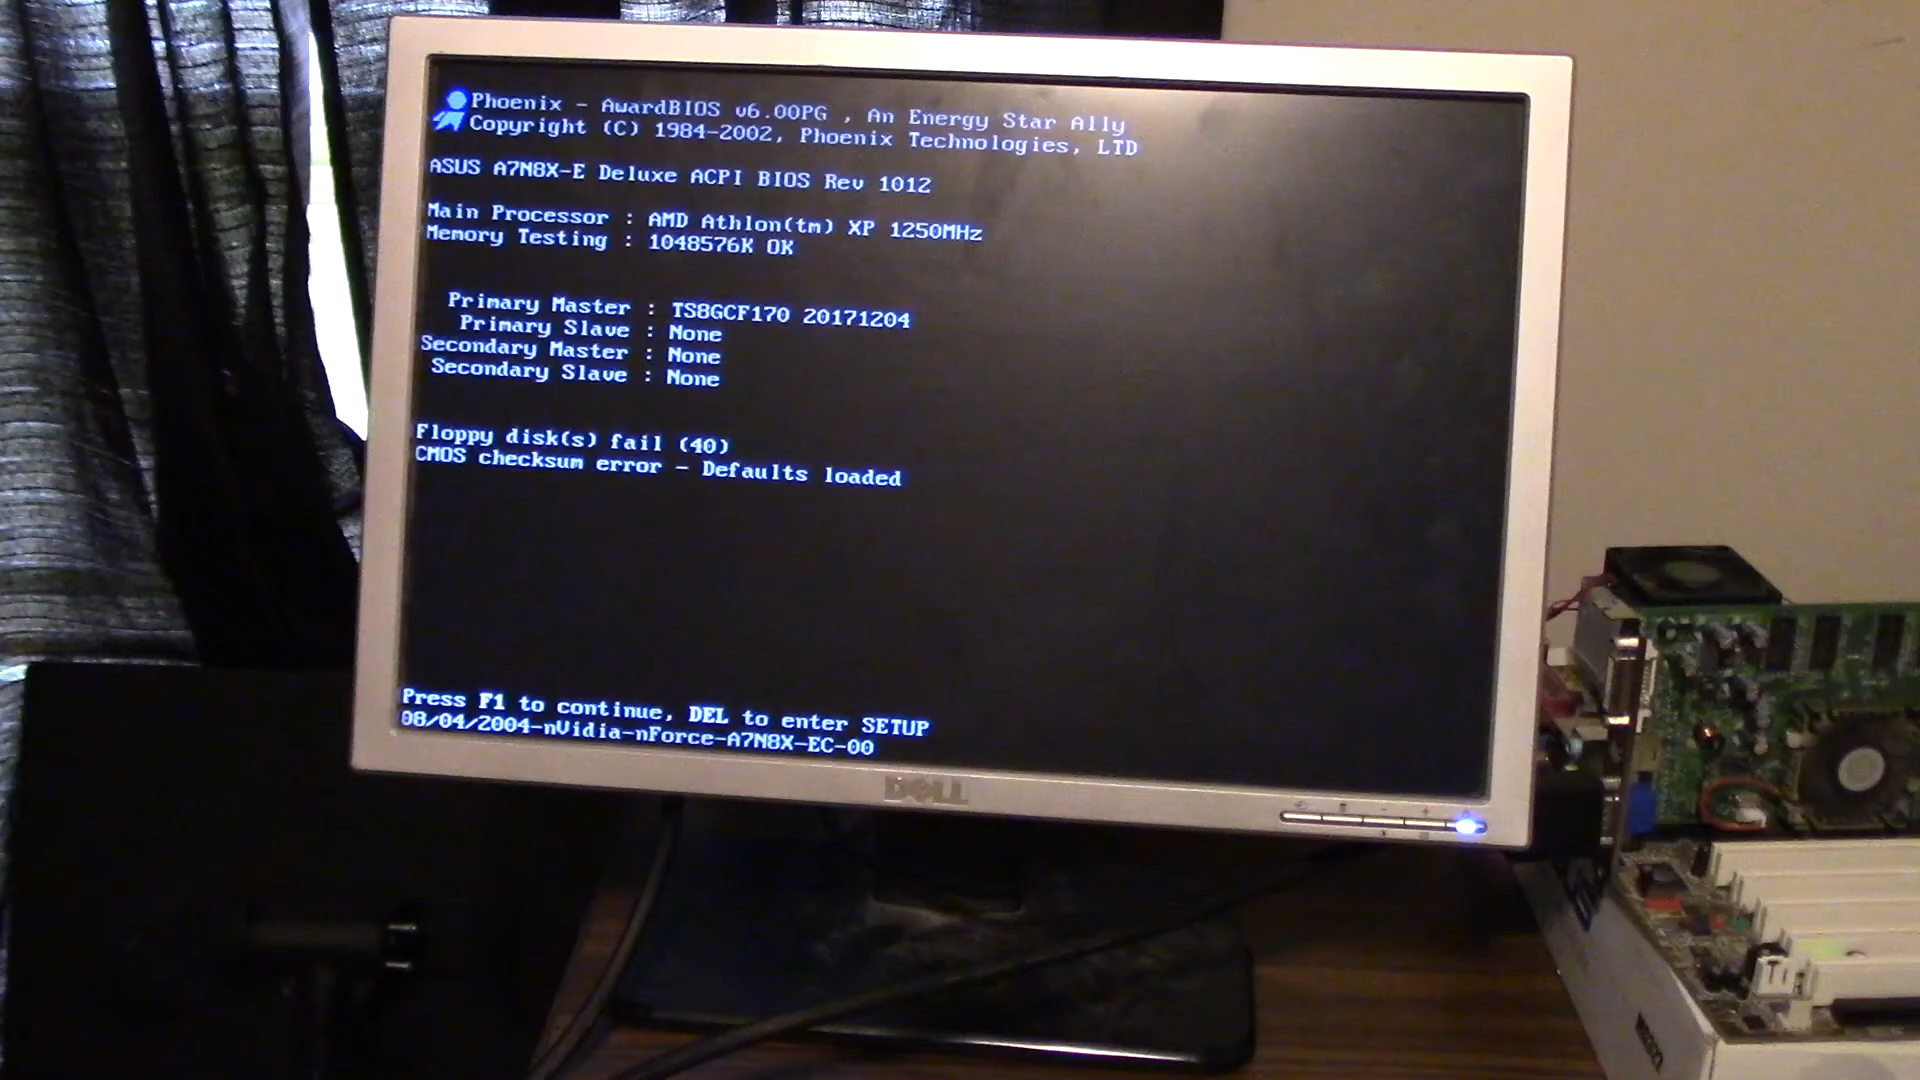 Phoenix - AwardBIOS v6.00PG , An Energy Star Ally
Copyright (C) 1984-2002, Phoenix Technologies, LTD
ASUS A7N8X-E Deluxe ACPI BIOS Rev 1012
Main Processor : AMD Athlon(tm) XP 1250MHz
Memory Testing : 1048576K OK
Primary Master : TS8GCF170 20171204
Primary Slave : None
Secondary Master : None
Secondary Slave : None
Floppy disk(s) fail (40)
CMOS checksum error - Defaults loaded
Press F1 to continue, DEL to enter SETUP
08/04/2004-nVidia-nForce-A7N8X-EC-00
DELL